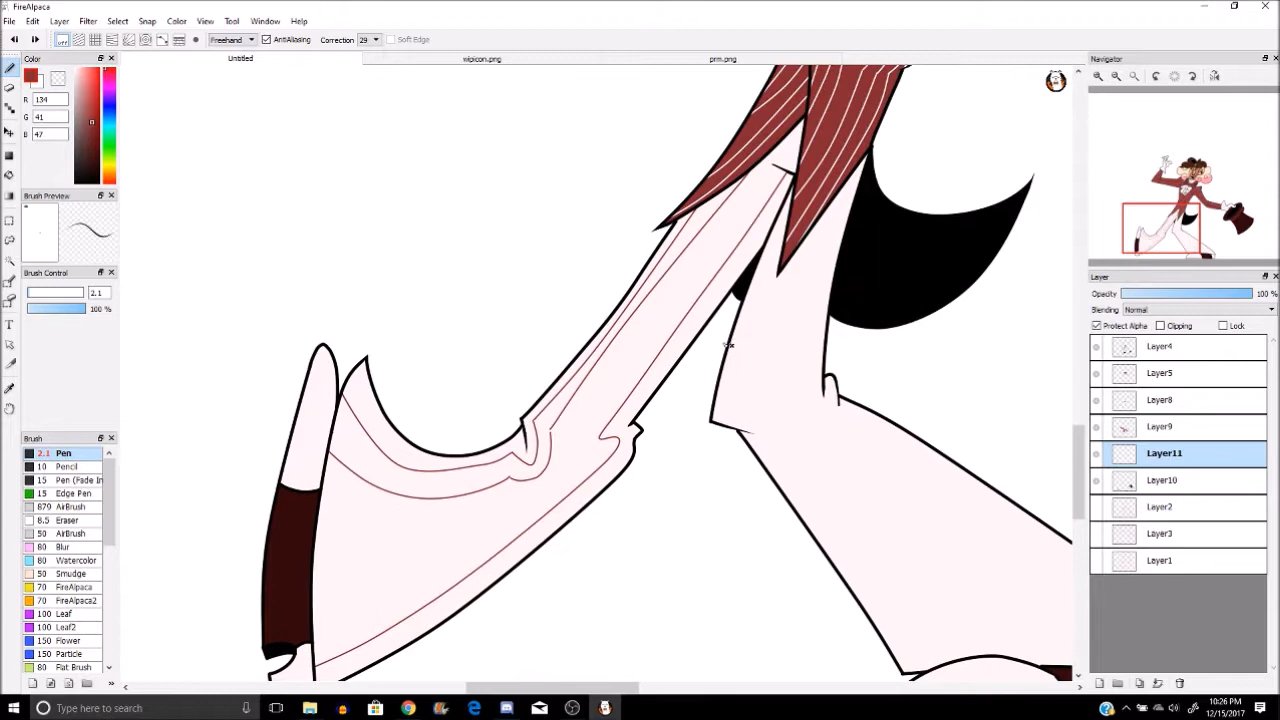 FireAlpaca
File Edit Layer Filter Select Snap Color View Tool Window Help
Freehand AntiAliasing Correction 29 Soft Edge
Color
Untitled wipicon.png prm.png
Navigator
R 134
G 41
B 47
Brush Preview
Brush Control
2.1
100 %
Layer
Opacity 100 %
Blending Normal
Protect Alpha Clipping Lock
Layer4
Layer5
Layer8
Layer9
Layer11
Layer10
Layer2
Layer3
Layer1
Brush
2.1 Pen
10 Pencil
15 Pen (Fade In
15 Edge Pen
879 AirBrush
8.5 Eraser
50 AirBrush
80 Blur
80 Watercolor
50 Smudge
70 FireAlpaca
70 FireAlpaca2
100 Leaf
100 Leaf2
150 Flower
150 Particle
80 Flat Brush
Type here to search
10:26 PM
12/15/2017